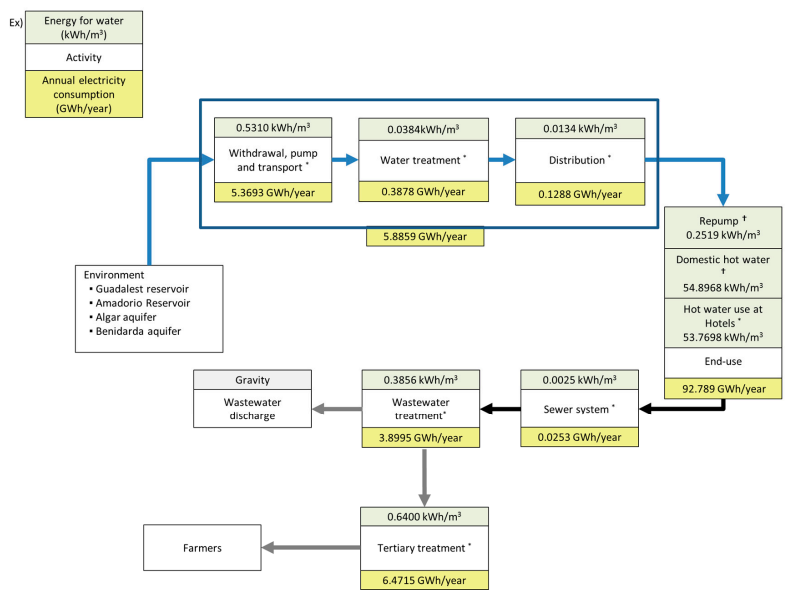 Ex)
Energy for water
(kWh/m³)
Activity
Annual electricity
consumption
(GWh/year)
0.5310 kWh/m³
Withdrawal, pump
and transport *
5.3693 GWh/year
0.0384kWh/m³
Water treatment *
0.3878 GWh/year
0.0134 kWh/m³
Distribution *
0.1288 GWh/year
5.8859 GWh/year
Environment
▪ Guadalest reservoir
▪ Amadorio Reservoir
▪ Algar aquifer
▪ Benidarda aquifer
Repump †
0.2519 kWh/m³
Domestic hot water
†
54.8968 kWh/m³
Hot water use at
Hotels *
53.7698 kWh/m³
End-use
92.789 GWh/year
0.0025 kWh/m³
Sewer system *
0.0253 GWh/year
0.3856 kWh/m³
Wastewater
treatment*
3.8995 GWh/year
Gravity
Wastewater
discharge
0.6400 kWh/m³
Tertiary treatment *
6.4715 GWh/year
Farmers